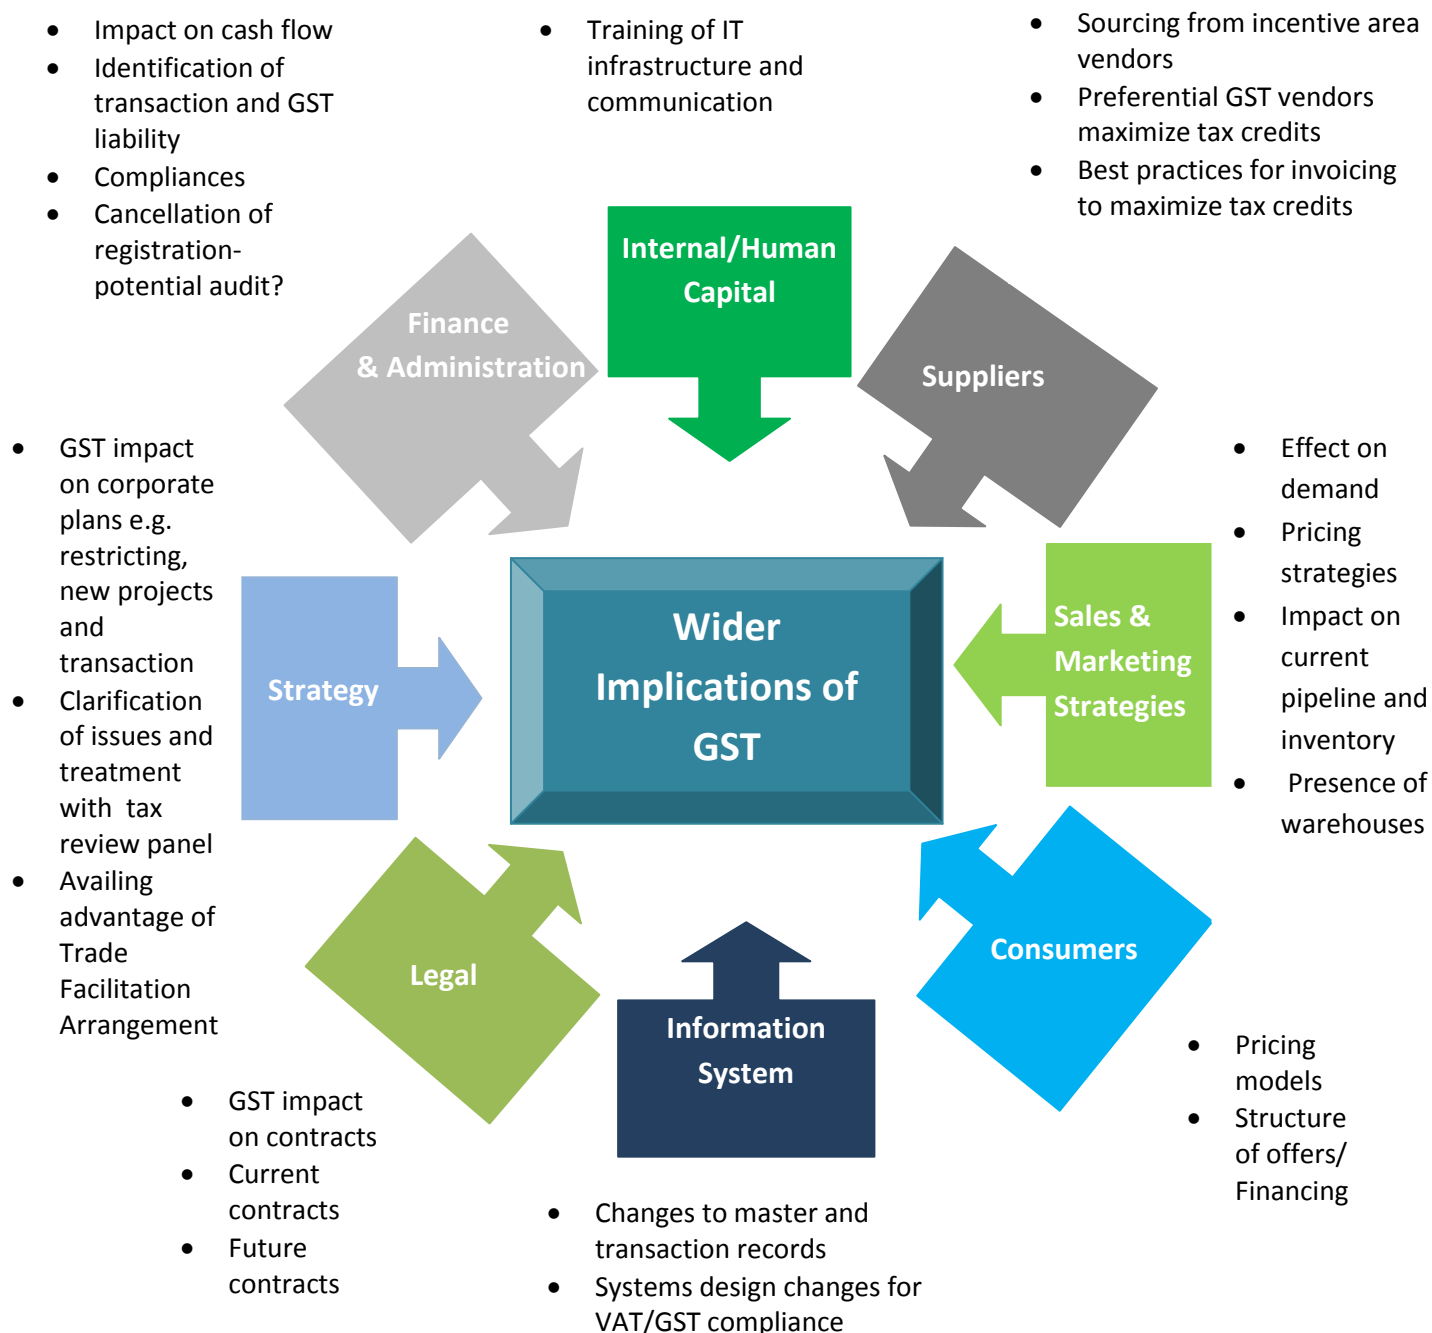 • Impact on cash flow
• Identification of
transaction and GST
liability
• Compliances
• Cancellation of
registration-
potential audit?
• Training of IT
infrastructure and
communication
• Sourcing from incentive area
vendors
• Preferential GST vendors
maximize tax credits
• Best practices for invoicing
to maximize tax credits
Finance
& Administration
Internal/Human
Capital
Suppliers
• GST impact
on corporate
plans e.g.
restricting,
new projects
and
transaction
• Clarification
of issues and
treatment
with tax
review panel
• Availing
advantage of
Trade
Facilitation
Arrangement
Strategy
Wider
Implications of
GST
Sales &
Marketing
Strategies
• Effect on
demand
• Pricing
strategies
• Impact on
current
pipeline and
inventory
• Presence of
warehouses
Legal
Information
System
Consumers
• GST impact
on contracts
• Current
contracts
• Future
contracts
• Changes to master and
transaction records
• Systems design changes for
VAT/GST compliance
• Pricing
models
• Structure
of offers/
Financing